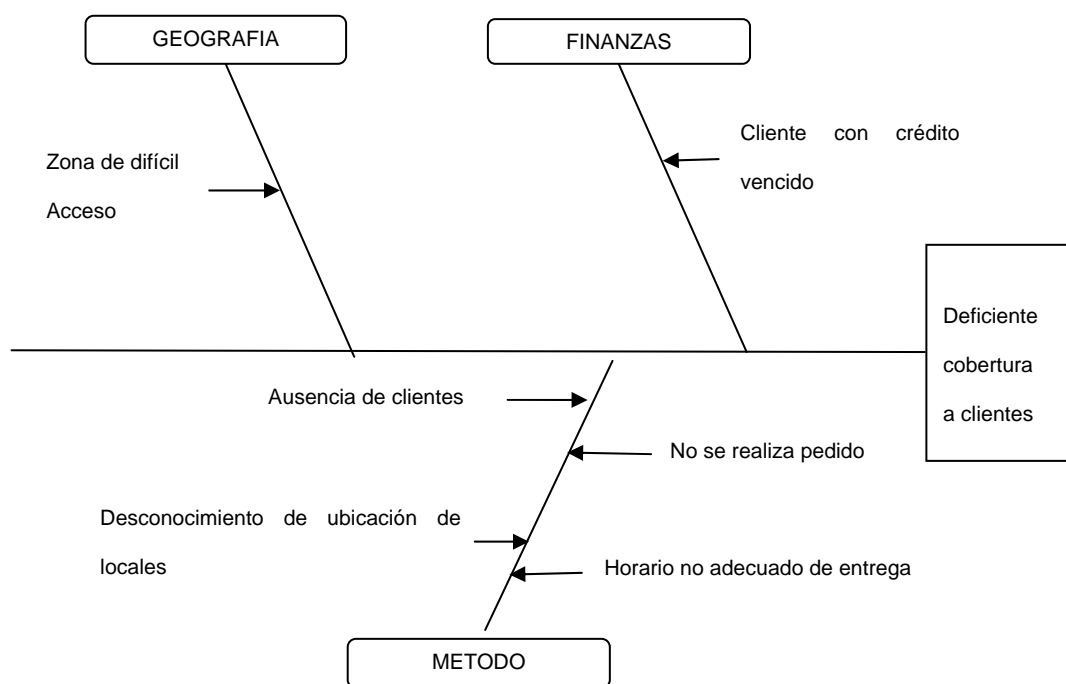 GEOGRAFIA
FINANZAS
Cliente con crédito
vencido
Zona de difícil
Acceso
Deficiente
cobertura
a clientes
Ausencia de clientes
No se realiza pedido
Desconocimiento de ubicación de
locales
Horario no adecuado de entrega
METODO